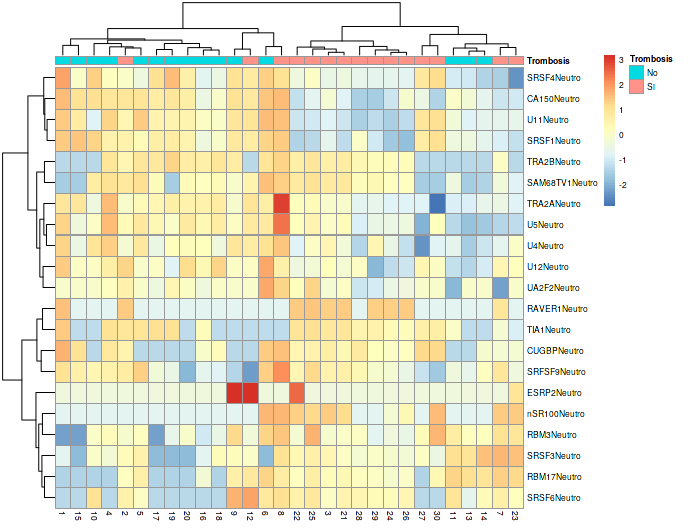 Trombosis
SRSF4Neutro
CA150Neutro
U11Neutro
SRSF1Neutro
TRA2BNeutro
SAM68TV1Neutro
TRA2ANeutro
U5Neutro
U4Neutro
U12Neutro
UA2F2Neutro
RAVER1Neutro
TIA1Neutro
CUGBPNeutro
SRFSF9Neutro
ESRP2Neutro
nSR100Neutro
RBM3Neutro
SRSF3Neutro
RBM17Neutro
SRSF6Neutro
1 15 10 4 2 5 17 19 20 16 18 9 12 6 8 22 25 3 21 28 29 24 26 27 30 11 13 14 7 23
3
2
1
0
-1
-2
Trombosis
No
SI